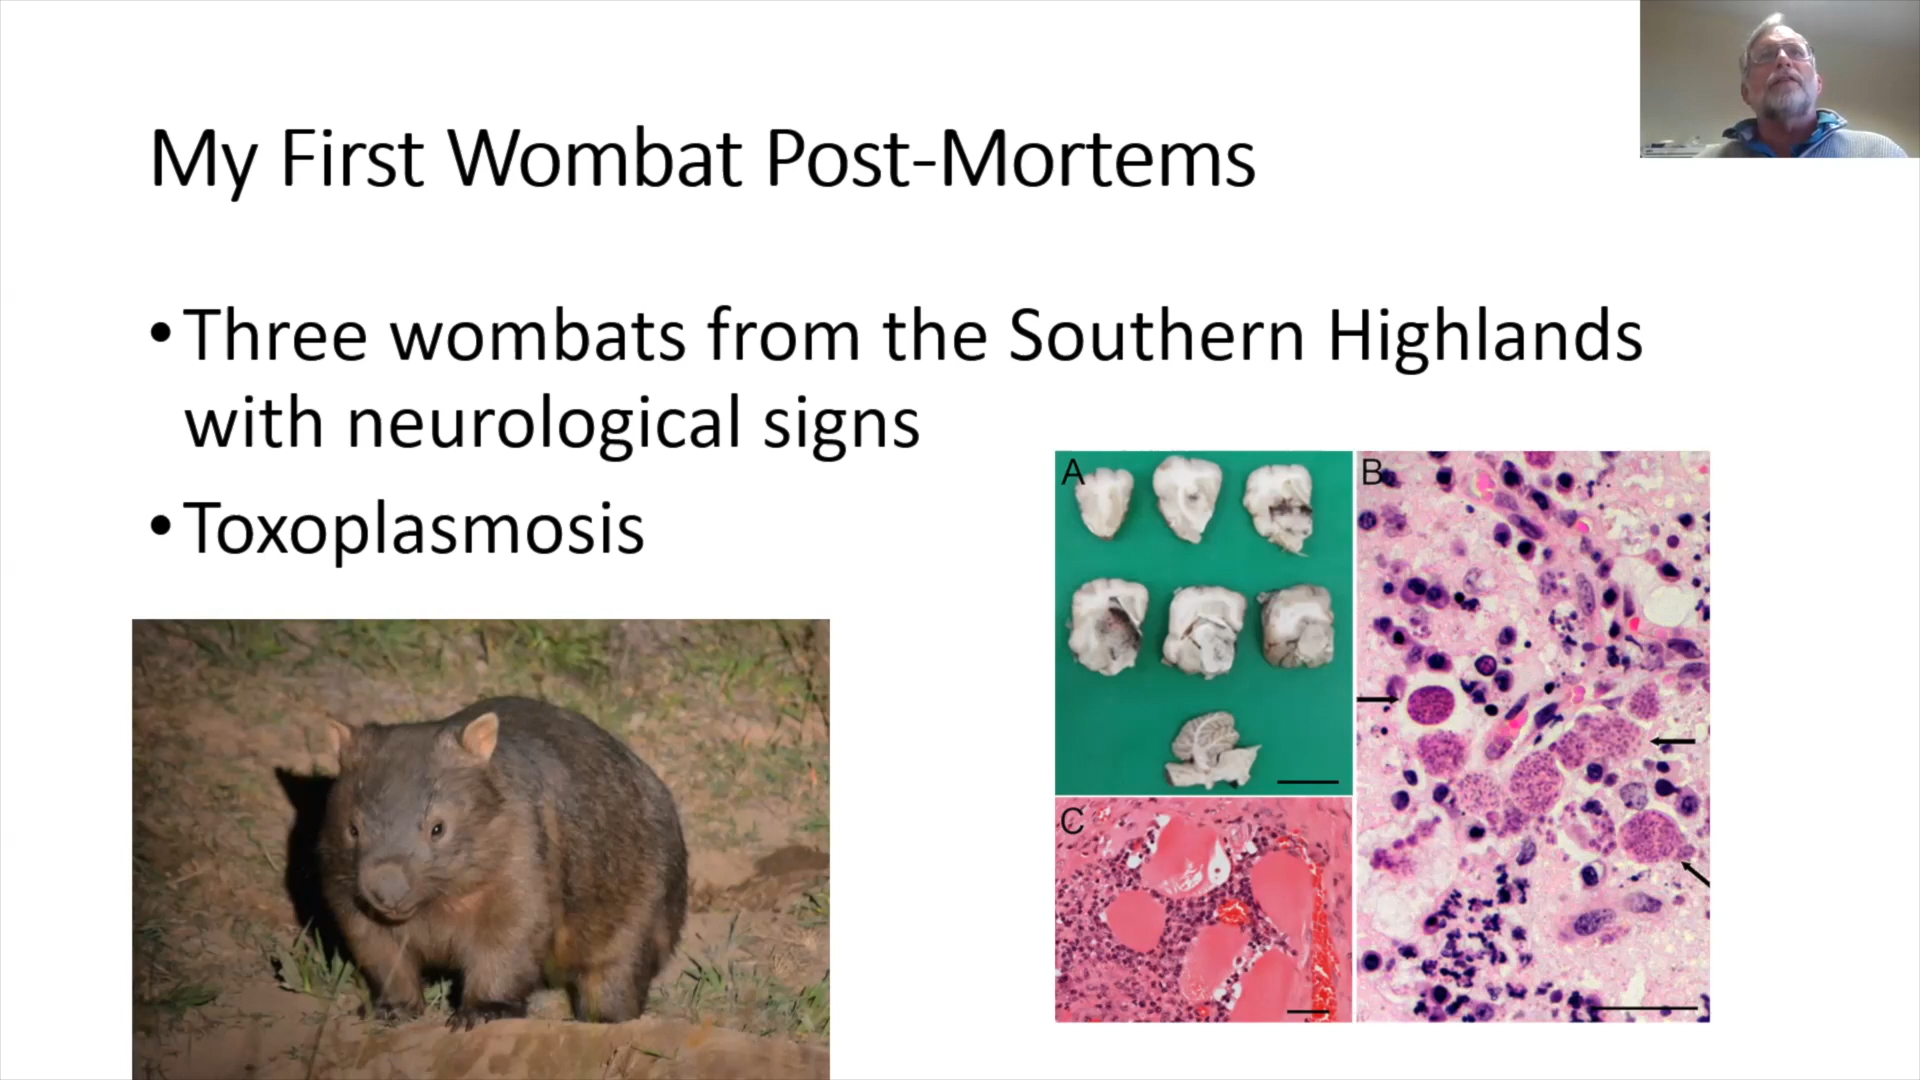 My First Wombat Post-Mortems
• Three wombats from the Southern Highlands
with neurological signs
• Toxoplasmosis
A
B
C